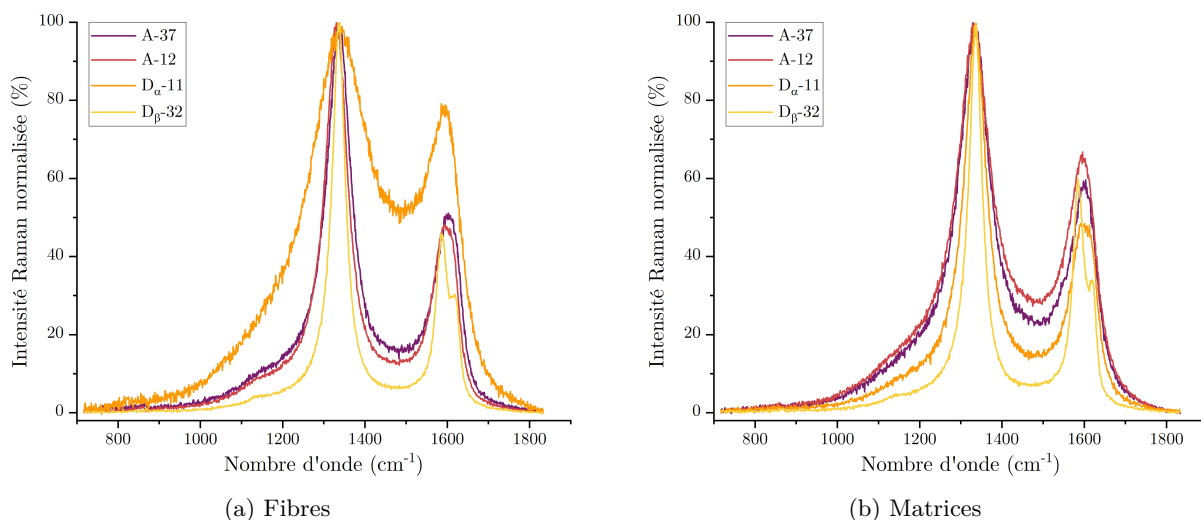 100
80
60
40
20
0
Intensité Raman normalisée (%)
A-37
A-12
Dα-11
Dβ-32
800 1000 1200 1400 1600 1800
Nombre d'onde (cm⁻¹)
(a) Fibres
100
80
60
40
20
0
Intensité Raman normalisée (%)
A-37
A-12
Dα-11
Dβ-32
800 1000 1200 1400 1600 1800
Nombre d'onde (cm⁻¹)
(b) Matrices